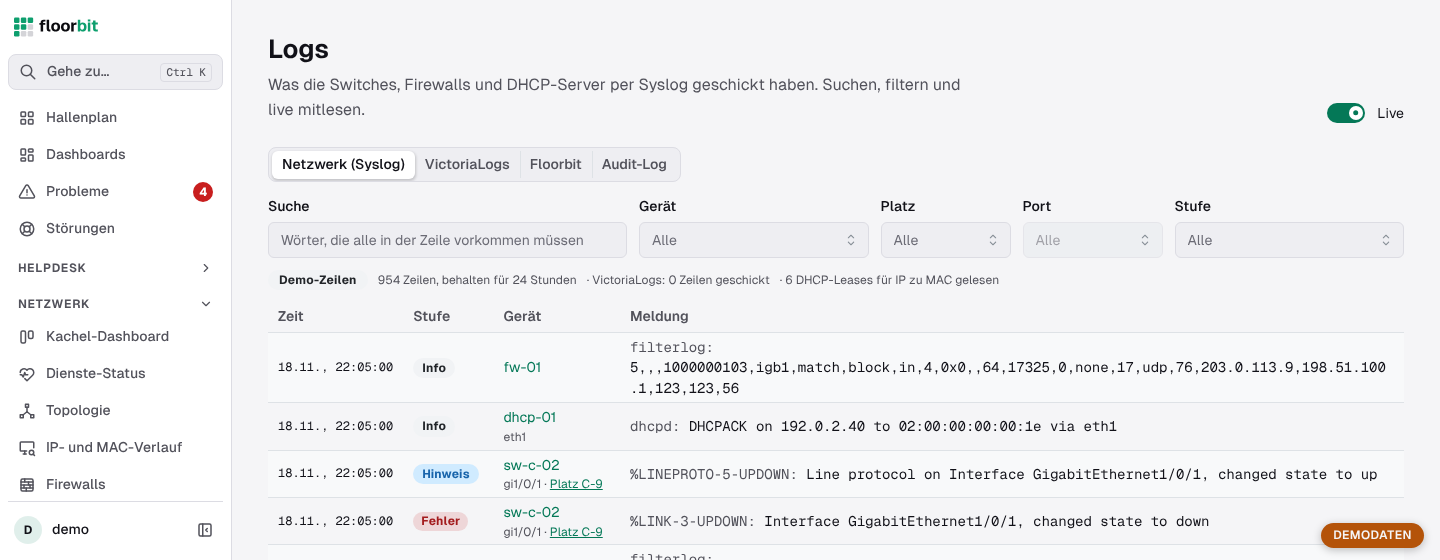 floorbit
Gehe zu...
Ctrl K
Hallenplan
Dashboards
Probleme
4
Störungen
HELPDESK
NETZWERK
Kachel-Dashboard
Dienste-Status
Topologie
IP- und MAC-Verlauf
Firewalls
D
demo
Logs
Was die Switches, Firewalls und DHCP-Server per Syslog geschickt haben. Suchen, filtern und
live mitlesen.
Live
Netzwerk (Syslog) VictoriaLogs Floorbit Audit-Log
Suche Gerät Platz Port Stufe
Wörter, die alle in der Zeile vorkommen müssen Alle Alle Alle Alle
Demo-Zeilen 954 Zeilen, behalten für 24 Stunden · VictoriaLogs: 0 Zeilen geschickt · 6 DHCP-Leases für IP zu MAC gelesen
Zeit Stufe Gerät Meldung
filterlog:
18.11., 22:05:00 Info fw-01 5,,,1000000103,igb1,match,block,in,4,0x0,,64,17325,0,none,17,udp,76,203.0.113.9,198.51.100
.1,123,123,56
18.11., 22:05:00 Info dhcp-01 dhcpd: DHCPACK on 192.0.2.40 to 02:00:00:00:00:1e via eth1
eth1
18.11., 22:05:00 Hinweis sw-c-02 %LINEPROTO-5-UPDOWN: Line protocol on Interface GigabitEthernet1/0/1, changed state to up
gi1/0/1 · Platz C-9
18.11., 22:05:00 Fehler sw-c-02 %LINK-3-UPDOWN: Interface GigabitEthernet1/0/1, changed state to down
gi1/0/1 · Platz C-9
filterlog:
DEMODATEN